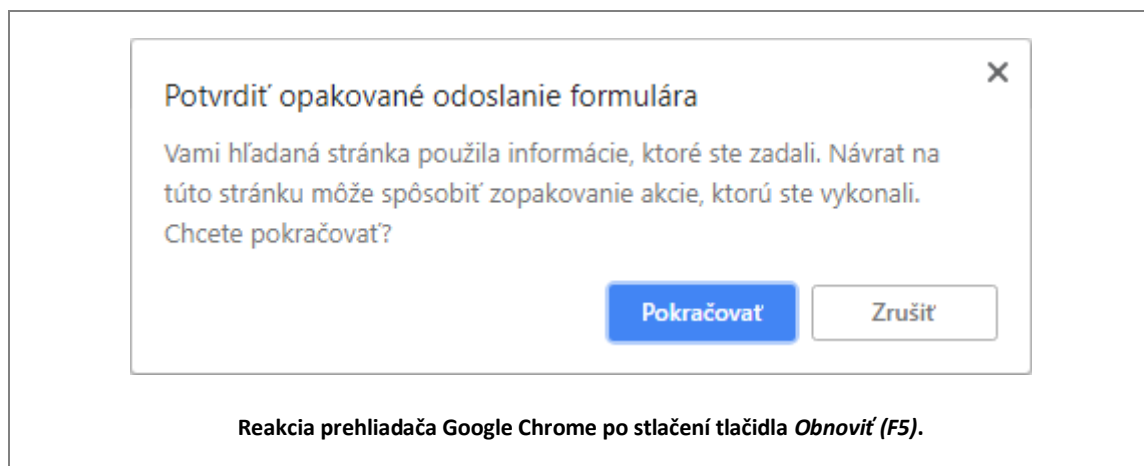 Potvrdiť opakované odoslanie formulára
Vami hľadaná stránka použila informácie, ktoré ste zadali. Návrat na
túto stránku môže spôsobiť zopakovanie akcie, ktorú ste vykonali.
Chcete pokračovať?
Pokračovať
Zrušiť
Reakcia prehliadača Google Chrome po stlačení tlačidla Obnoviť (F5).